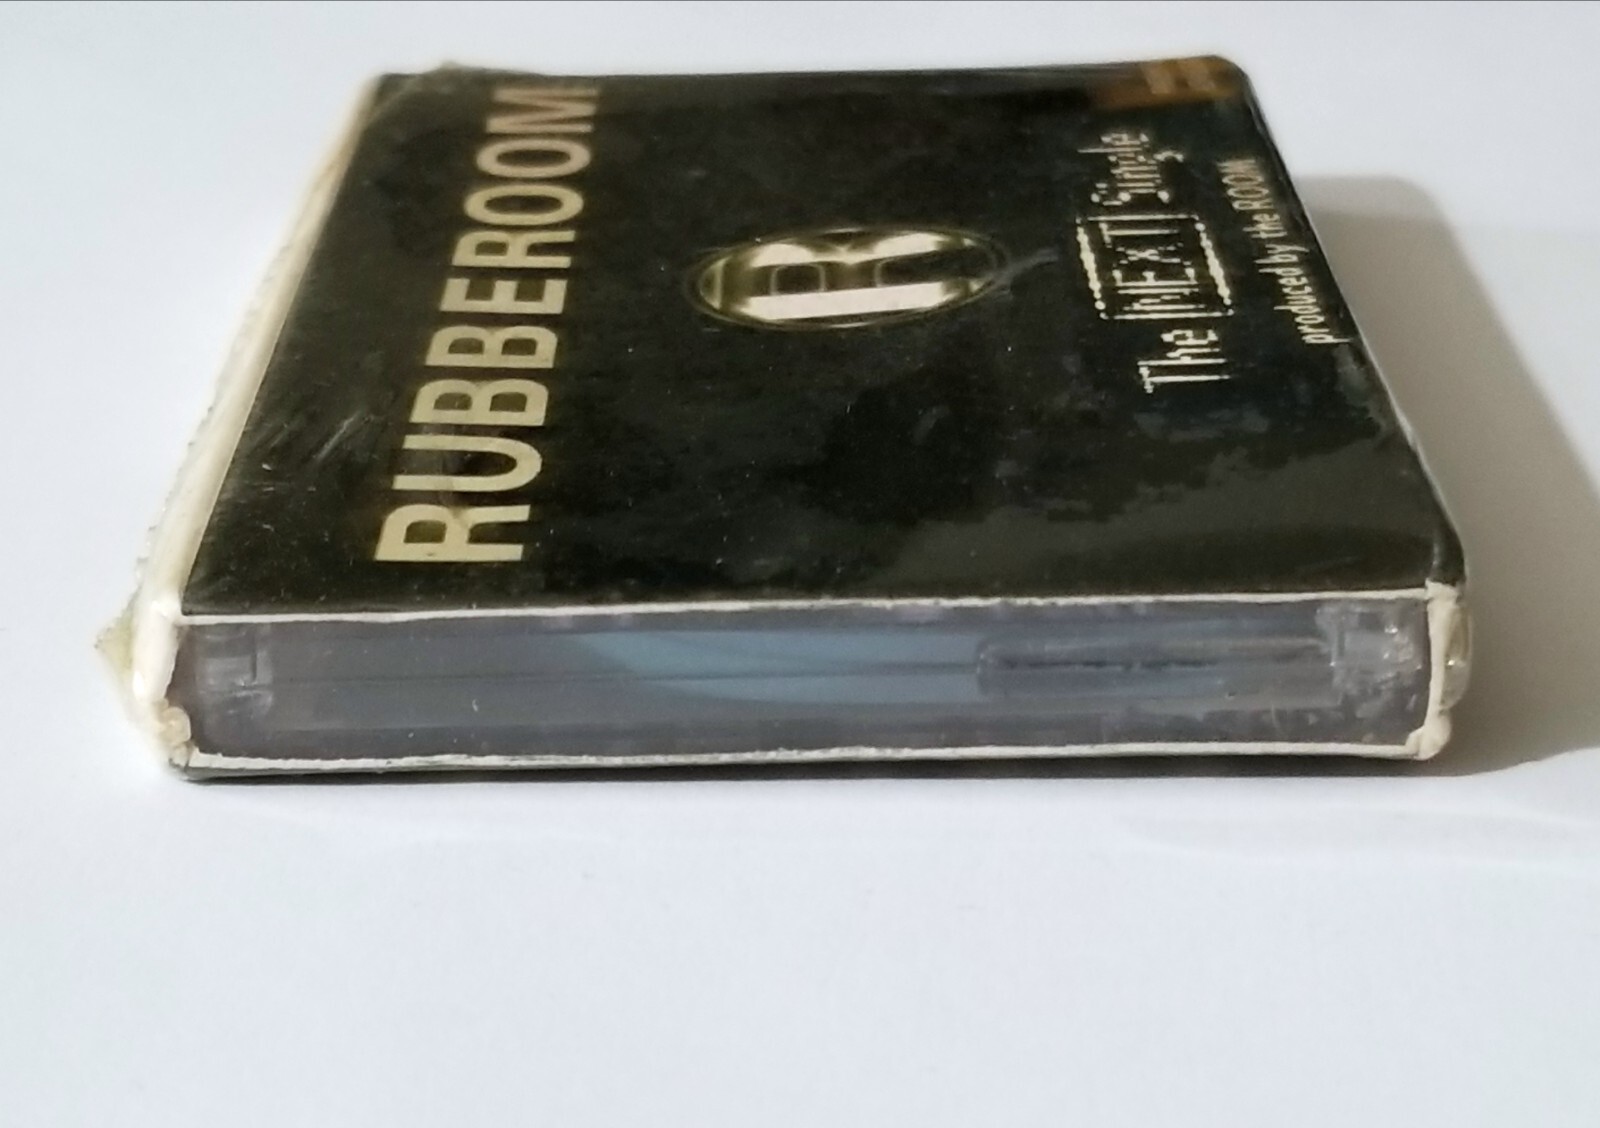 RUBBEROOM
R
The [NEXT] Single
produced by the ROOM